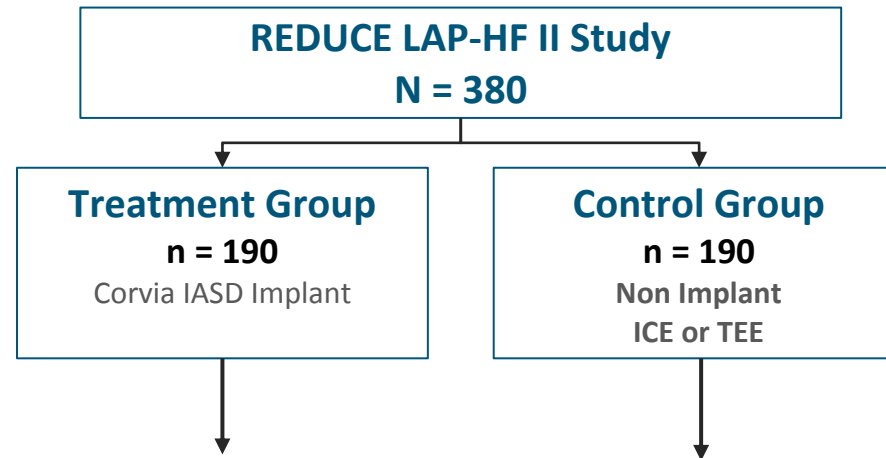 REDUCE LAP-HF II Study
N = 380
Treatment Group
n = 190
Corvia IASD Implant
Control Group
n = 190
Non Implant
ICE or TEE